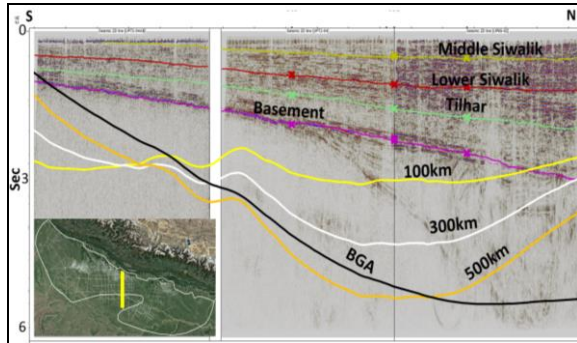 S
N
0
Middle Siwalik
Lower Siwalik
Tilhar
Basement
100km
Sec
3
300km
BGA
500km
6